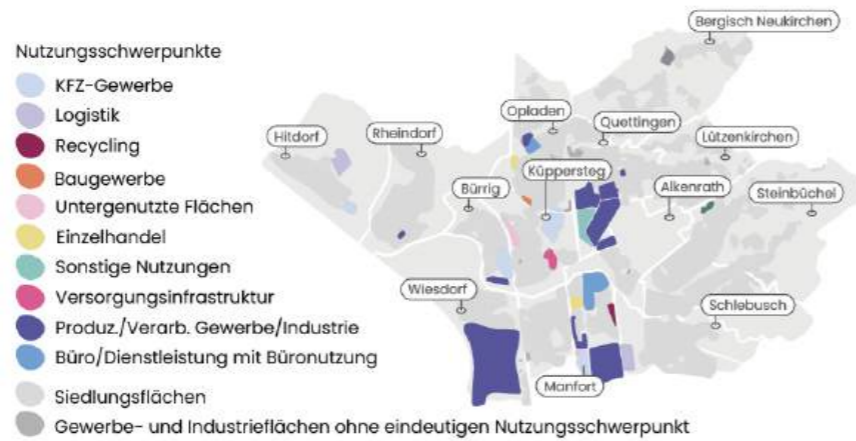 Nutzungsschwerpunkte
KFZ-Gewerbe
Logistik
Recycling
Baugewerbe
Untergenutzte Flächen
Einzelhandel
Sonstige Nutzungen
Versorgungsinfrastruktur
Produz./Verarb. Gewerbe/Industrie
Büro/Dienstleistung mit Büronutzung
Siedlungsflächen
Gewerbe- und Industrieflächen ohne eindeutigen Nutzungsschwerpunkt
Bergisch Neukirchen
Opladen
Quettingen
Hitdorf
Rheindorf
Lützenkirchen
Küppersteg
Bürrig
Alkenrath
Steinbüchel
Wiesdorf
Schlebusch
Manfort